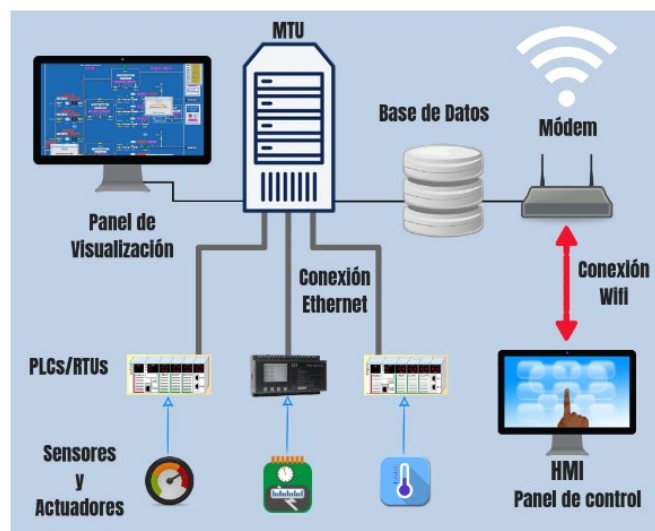 MTU
Base de Datos
Módem
Panel de
Visualización
Conexión
Ethernet
Conexión
Wifi
PLCs/RTUs
Sensores
y
Actuadores
HMI
Panel de control